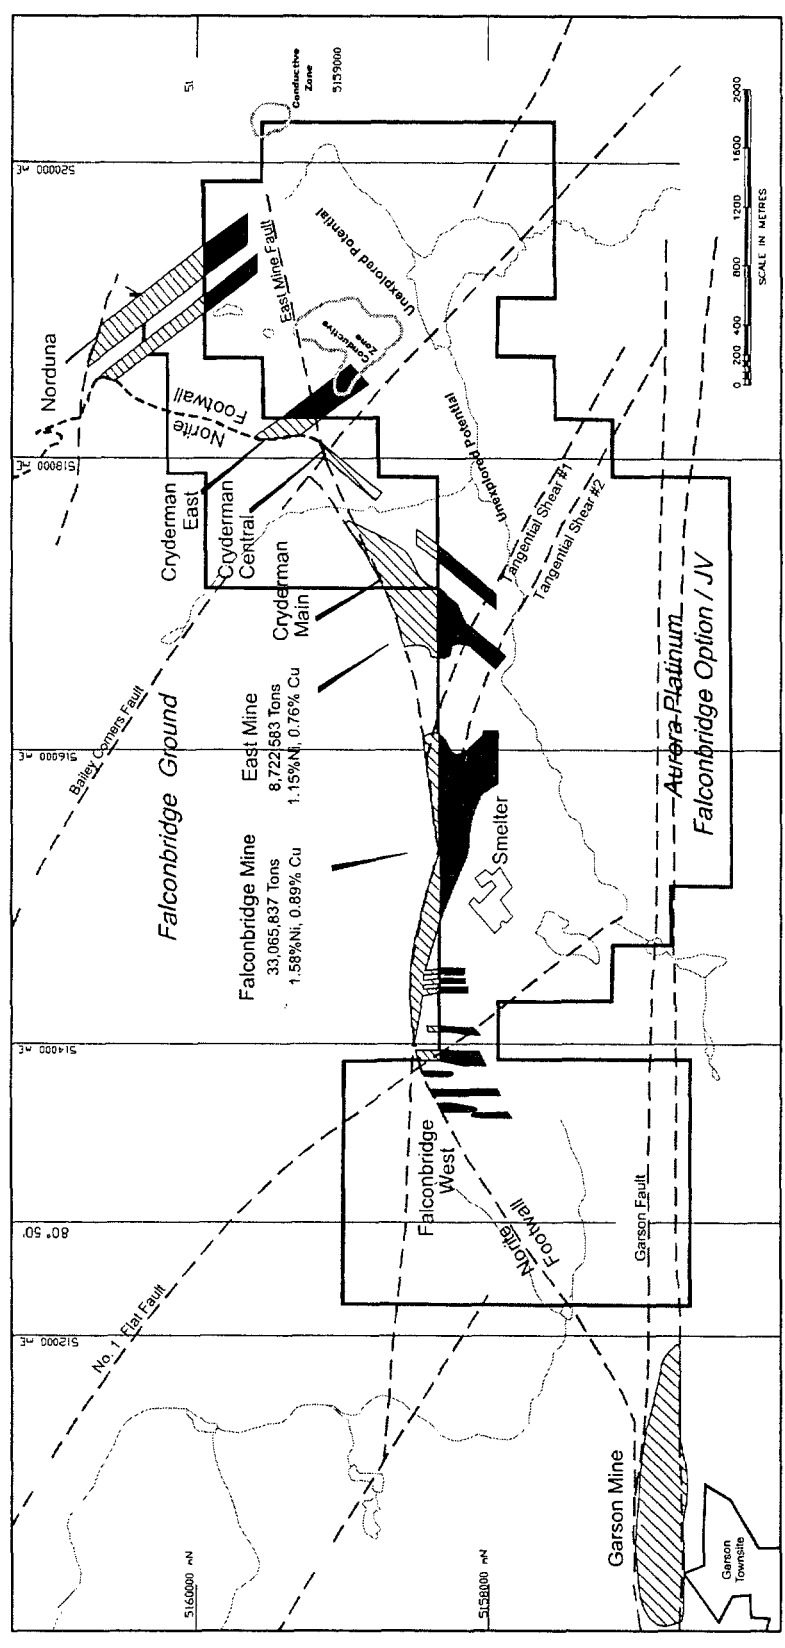 Norduna
Norite
Footwall
Cryderman
East
Cryderman
Central
Cryderman
Main
East Mine
8,722,583 Tons
1.15%Ni, 0.76% Cu
Falconbridge Mine
33,065,837 Tons
1.58%Ni, 0.89% Cu
Falconbridge Ground
Bailey Corners Fault
No. 1 Flat Fault
Falconbridge
West
Norite
Footwall
Garson Mine
Garson
Townsite
Garson Fault
Smelter
Aurora Platinum
Falconbridge Option / JV
Tangential Shear #1
Tangential Shear #2
Unexplored Potential
Unexplored Potential
East Mine Fault
Conductive
Zone
Conductive
Zone
5159000
51
5160000 mN
5158000 mN
512000 mE
80° 50'
514000 mE
516000 mE
518000 mE
520000 mE
0 200 400 800 1200 1600 2000
SCALE IN METRES